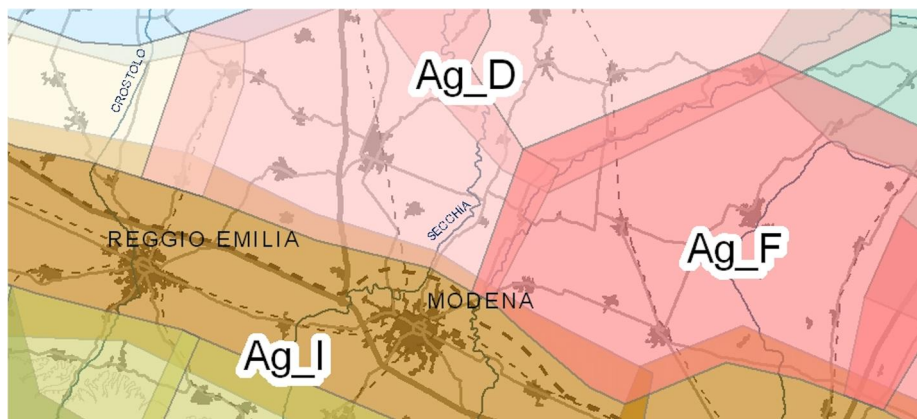 Ag_D
CROSTOLO
SECCHIA
REGGIO EMILIA
Ag_F
MODENA
Ag_I